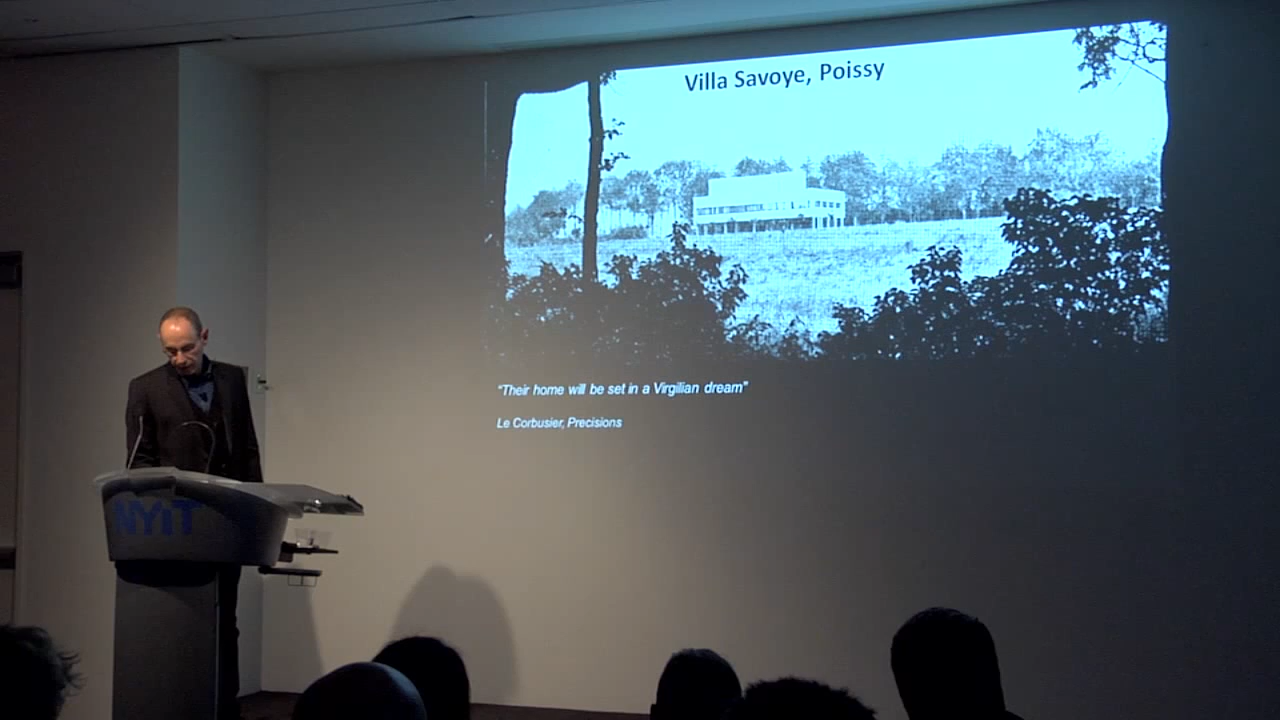 Villa Savoye, Poissy
“Their home will be set in a Virgilian dream”
Le Corbusier, Precisions
NYIT